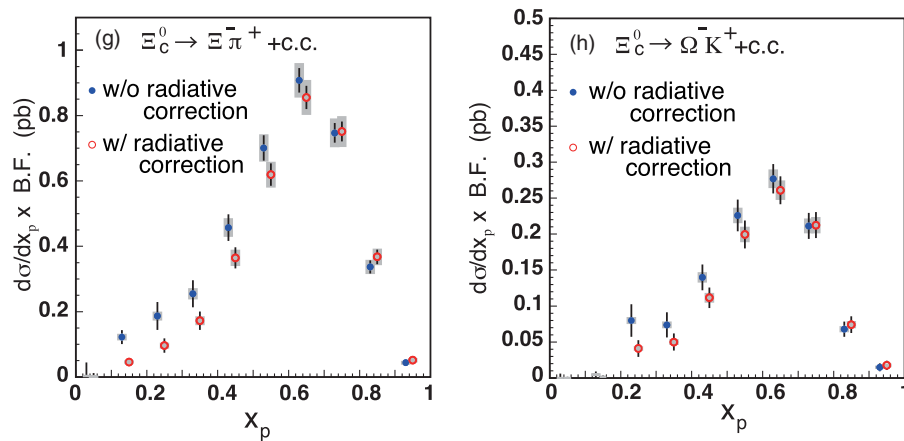 (g) Ξc0 → Ξ-π+ +c.c.
w/o radiative
correction
w/ radiative
correction
dσ/dxp x B.F. (pb)
1
0.8
0.6
0.4
0.2
0
0 0.2 0.4 0.6 0.8 1
xp
(h) Ξc0 → Ω-K+ +c.c.
w/o radiative
correction
w/ radiative
correction
dσ/dxp x B.F. (pb)
0.5
0.45
0.4
0.35
0.3
0.25
0.2
0.15
0.1
0.05
0
0 0.2 0.4 0.6 0.8 1
xp